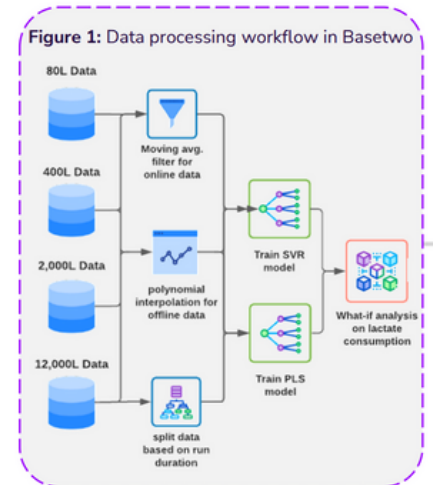 Figure 1: Data processing workflow in Basetwo
80L Data
Moving avg.
filter for
online data
400L Data
Train SVR
model
2,000L Data
polynomial
interpolation for
offline data
What-if analysis
on lactate
consumption
12,000L Data
Train PLS
model
split data
based on run
duration